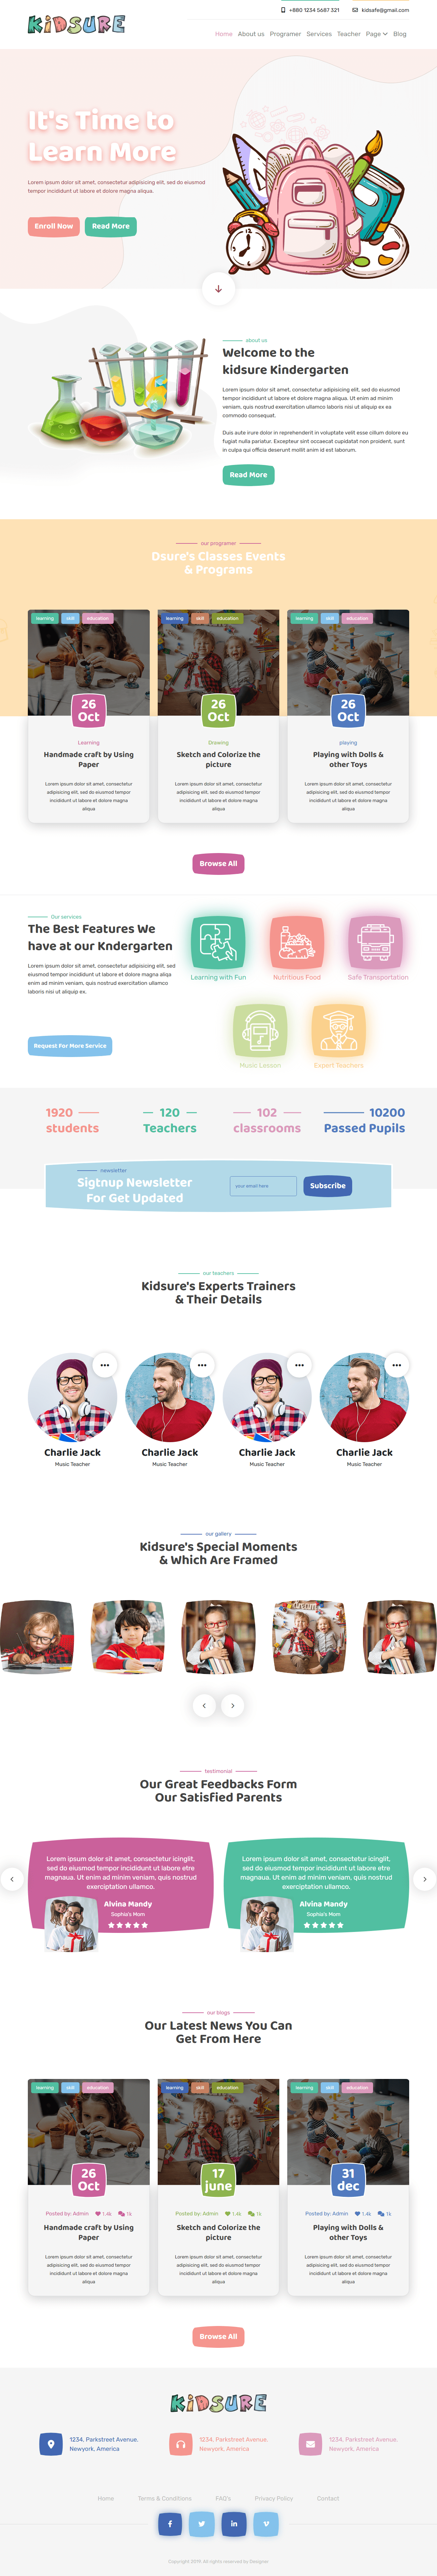 KIDSURE
+880 1234 5687 321
kidsafe@gmail.com
Home About us Programer Services Teacher Page Blog
It's Time to
Learn More
Lorem ipsum dolor sit amet, consectetur adipisicing elit, sed do eiusmod
tempor incididunt ut labore et dolore magna aliqua.
Enroll Now
Read More
about us
Welcome to the
kidsure Kindergarten
Lorem ipsum dolor sit amet, consectetur adipisicing elit, sed do eiusmod
tempor incididunt ut labore et dolore magna aliqua. Ut enim ad minim
veniam, quis nostrud exercitation ullamco laboris nisi ut aliquip ex ea
commodo consequat.
Duis aute irure dolor in reprehenderit in voluptate velit esse cillum dolore eu
fugiat nulla pariatur. Excepteur sint occaecat cupidatat non proident, sunt
in culpa qui officia deserunt mollit anim id est laborum.
Read More
our programer
Dsure's Classes Events
& Programs
learning skill education
26
Oct
Learning
Handmade craft by Using
Paper
Lorem ipsum dolor sit amet, consectetur
adipisicing elit, sed do eiusmod tempor
incididunt ut labore et dolore magna
aliqua
learning skill education
26
Oct
Drawing
Sketch and Colorize the
picture
Lorem ipsum dolor sit amet, consectetur
adipisicing elit, sed do eiusmod tempor
incididunt ut labore et dolore magna
aliqua
learning skill education
26
Oct
playing
Playing with Dolls &
other Toys
Lorem ipsum dolor sit amet, consectetur
adipisicing elit, sed do eiusmod tempor
incididunt ut labore et dolore magna
aliqua
Browse All
Our services
The Best Features We
have at our Kndergarten
Lorem ipsum dolor sit amet, consectetur adipisicing elit, sed
eiusmod tempor incididunt ut labore et dolore magna aliqu
enim ad minim veniam, quis nostrud exercitation ullamco
laboris nisi ut aliquip ex.
Request For More Service
Learning with Fun
Nutritious Food
Safe Transportation
Music Lesson
Expert Teachers
1920
students
120
Teachers
102
classrooms
10200
Passed Pupils
newsletter
Sigtnup Newsletter
For Get Updated
your email here
Subscribe
our teachers
Kidsure's Experts Trainers
& Their Details
Charlie Jack
Music Teacher
Charlie Jack
Music Teacher
Charlie Jack
Music Teacher
Charlie Jack
Music Teacher
our gallery
Kidsure's Special Moments
& Which Are Framed
dream
testimonial
Our Great Feedbacks Form
Our Satisfied Parents
Lorem ipsum dolor sit amet, consectetur icinglit,
sed do eiusmod tempor incididunt ut labore etre
magnaua. Ut enim ad minim veniam, quis nostrud
exerciptation ullamco.
Alvina Mandy
Sophia's Mom
Lorem ipsum dolor sit amet, consectetur icinglit,
sed do eiusmod tempor incididunt ut labore etre
magnaua. Ut enim ad minim veniam, quis nostrud
exerciptation ullamco.
Alvina Mandy
Sophia's Mom
our blogs
Our Latest News You Can
Get From Here
learning skill education
26
Oct
Posted by: Admin 1.4k 1k
Handmade craft by Using
Paper
Lorem ipsum dolor sit amet, consectetur
adipisicing elit, sed do eiusmod tempor
incididunt ut labore et dolore magna
aliqua
learning skill education
17
june
Posted by: Admin 1.4k 1k
Sketch and Colorize the
picture
Lorem ipsum dolor sit amet, consectetur
adipisicing elit, sed do eiusmod tempor
incididunt ut labore et dolore magna
aliqua
learning skill education
31
dec
Posted by: Admin 1.4k 1k
Playing with Dolls &
other Toys
Lorem ipsum dolor sit amet, consectetur
adipisicing elit, sed do eiusmod tempor
incididunt ut labore et dolore magna
aliqua
Browse All
KIDSURE
1234, Parkstreet Avenue,
Newyork, America
1234, Parkstreet Avenue,
Newyork, America
1234, Parkstreet Avenue,
Newyork, America
Home Terms & Conditions FAQ's Privacy Policy Contact
Copyright 2019. All rights reserved by Designer.